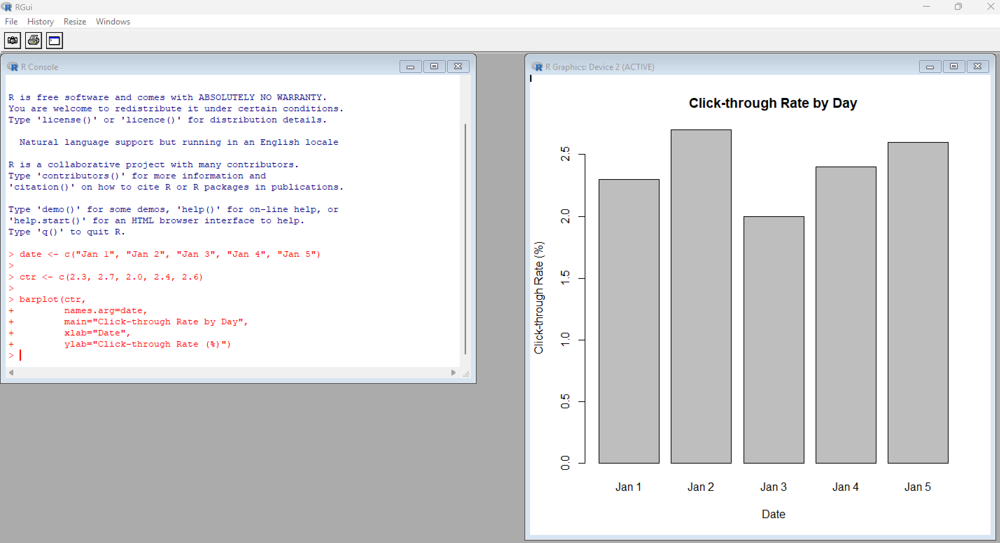 RGui
File History Resize Windows
R Console
R is free software and comes with ABSOLUTELY NO WARRANTY.
You are welcome to redistribute it under certain conditions.
Type 'license()' or 'licence()' for distribution details.
Natural language support but running in an English locale
R is a collaborative project with many contributors.
Type 'contributors()' for more information and
'citation()' on how to cite R or R packages in publications.
Type 'demo()' for some demos, 'help()' for on-line help, or
'help.start()' for an HTML browser interface to help.
Type 'q()' to quit R.
> date <- c("Jan 1", "Jan 2", "Jan 3", "Jan 4", "Jan 5")
>
> ctr <- c(2.3, 2.7, 2.0, 2.4, 2.6)
>
> barplot(ctr,
+         names.arg=date,
+         main="Click-through Rate by Day",
+         xlab="Date",
+         ylab="Click-through Rate (%)")
>
R Graphics: Device 2 (ACTIVE)
Click-through Rate by Day
Click-through Rate (%)
2.5
2.0
1.5
1.0
0.5
0.0
Jan 1 Jan 2 Jan 3 Jan 4 Jan 5
Date